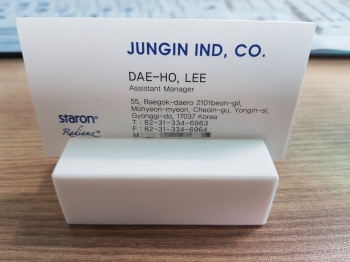 JUNGIN IND, CO.
DAE-HO, LEE
Assistant Manager
55, Baegok-daero 2101beon-gil,
Mohyeon-myeon, Cheoin-gu, Yongin-si,
Gyonggi-do, 17037 Korea
T : 82-31-334-6963
F : 82-31-334-6964
M :
staron®
Radianz™